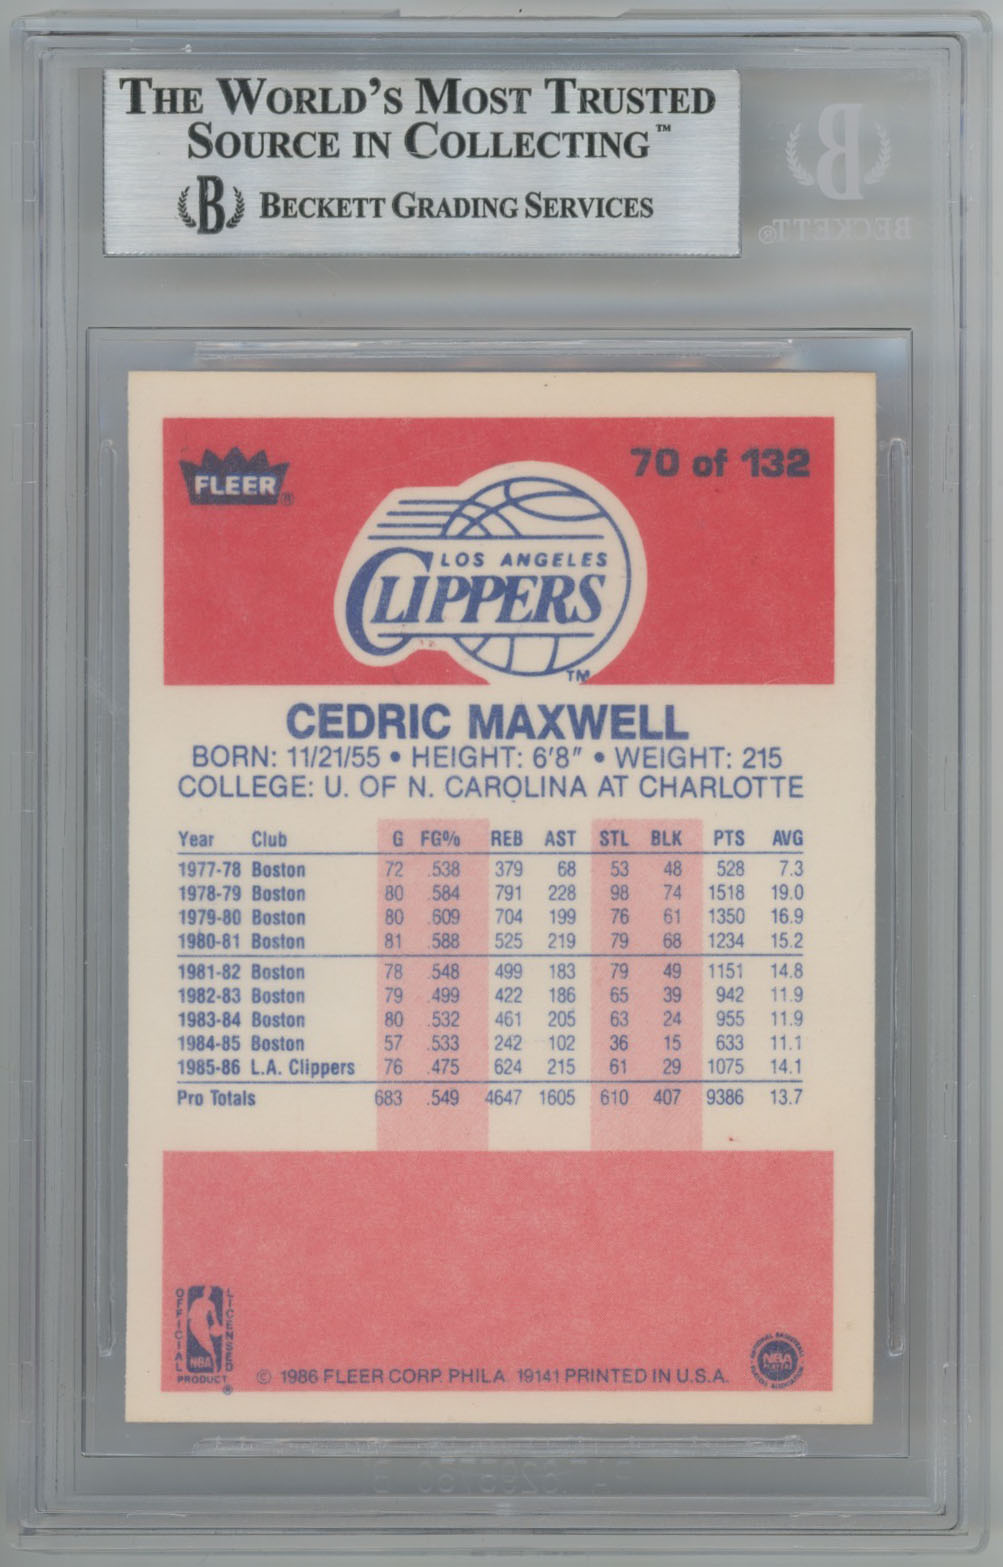 THE WORLD'S MOST TRUSTED
SOURCE IN COLLECTING™
B BECKETT GRADING SERVICES
B
BECKETT®
FLEER®
70 of 132
LOS ANGELES
CLIPPERS
TM
CEDRIC MAXWELL
BORN: 11/21/55 • HEIGHT: 6'8" • WEIGHT: 215
COLLEGE: U. OF N. CAROLINA AT CHARLOTTE
Year Club G FG% REB AST STL BLK PTS AVG
1977-78 Boston 72 .538 379 68 53 48 528 7.3
1978-79 Boston 80 .584 791 228 98 74 1518 19.0
1979-80 Boston 80 .609 704 199 76 61 1350 16.9
1980-81 Boston 81 .588 525 219 79 68 1234 15.2
1981-82 Boston 78 .548 499 183 79 49 1151 14.8
1982-83 Boston 79 .499 422 186 65 39 942 11.9
1983-84 Boston 80 .532 461 205 63 24 955 11.9
1984-85 Boston 57 .533 242 102 36 15 633 11.1
1985-86 L.A. Clippers 76 .475 624 215 61 29 1075 14.1
Pro Totals 683 .549 4647 1605 610 407 9386 13.7
OFFICIAL LICENSED
NBA
PRODUCT®
© 1986 FLEER CORP. PHILA. 19141 PRINTED IN U.S.A.
NATIONAL BASKETBALL
NBA
PLAYERS
ASSOCIATION